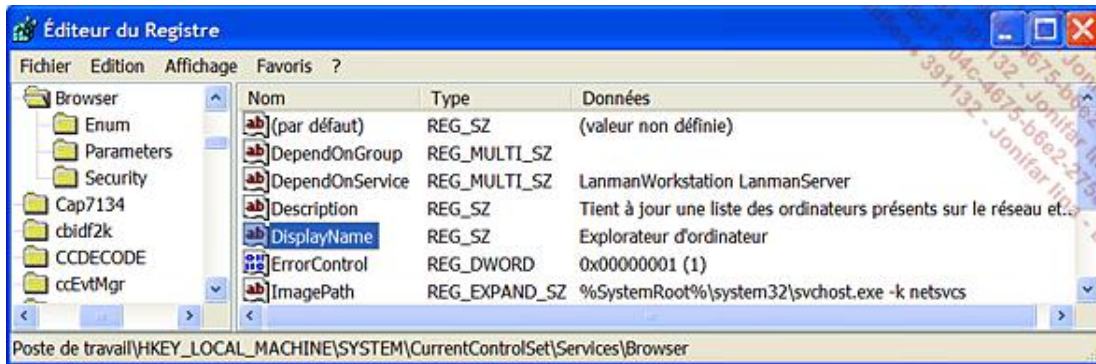 Éditeur du Registre
Fichier Edition Affichage Favoris ?
Browser
Enum
Parameters
Security
Cap7134
cbidf2k
CCDECODE
ccEvtMgr
Nom Type Données
(par défaut) REG_SZ (valeur non définie)
DependOnGroup REG_MULTI_SZ
DependOnService REG_MULTI_SZ LanmanWorkstation LanmanServer
Description REG_SZ Tient à jour une liste des ordinateurs présents sur le réseau et...
DisplayName REG_SZ Explorateur d'ordinateur
ErrorControl REG_DWORD 0x00000001 (1)
ImagePath REG_EXPAND_SZ %SystemRoot%\system32\svchost.exe -k netsvcs
Poste de travail\HKEY_LOCAL_MACHINE\SYSTEM\CurrentControlSet\Services\Browser